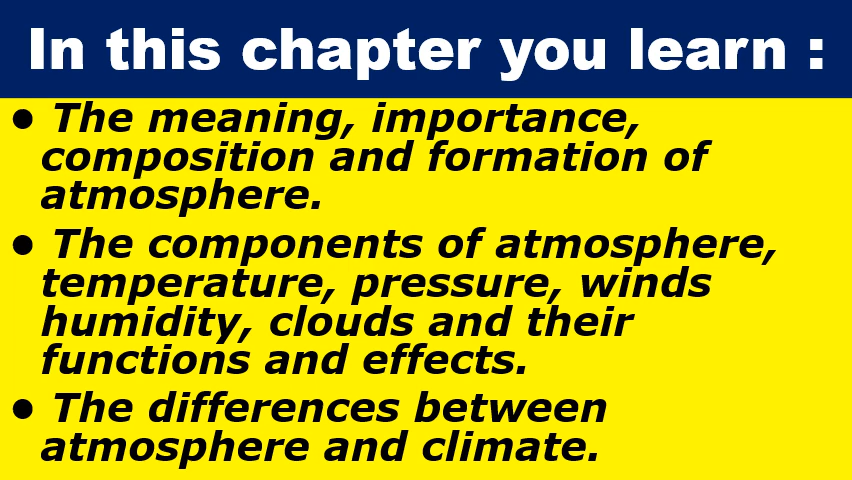 In this chapter you learn :
• The meaning, importance,
composition and formation of
atmosphere.
• The components of atmosphere,
temperature, pressure, winds
humidity, clouds and their
functions and effects.
• The differences between
atmosphere and climate.